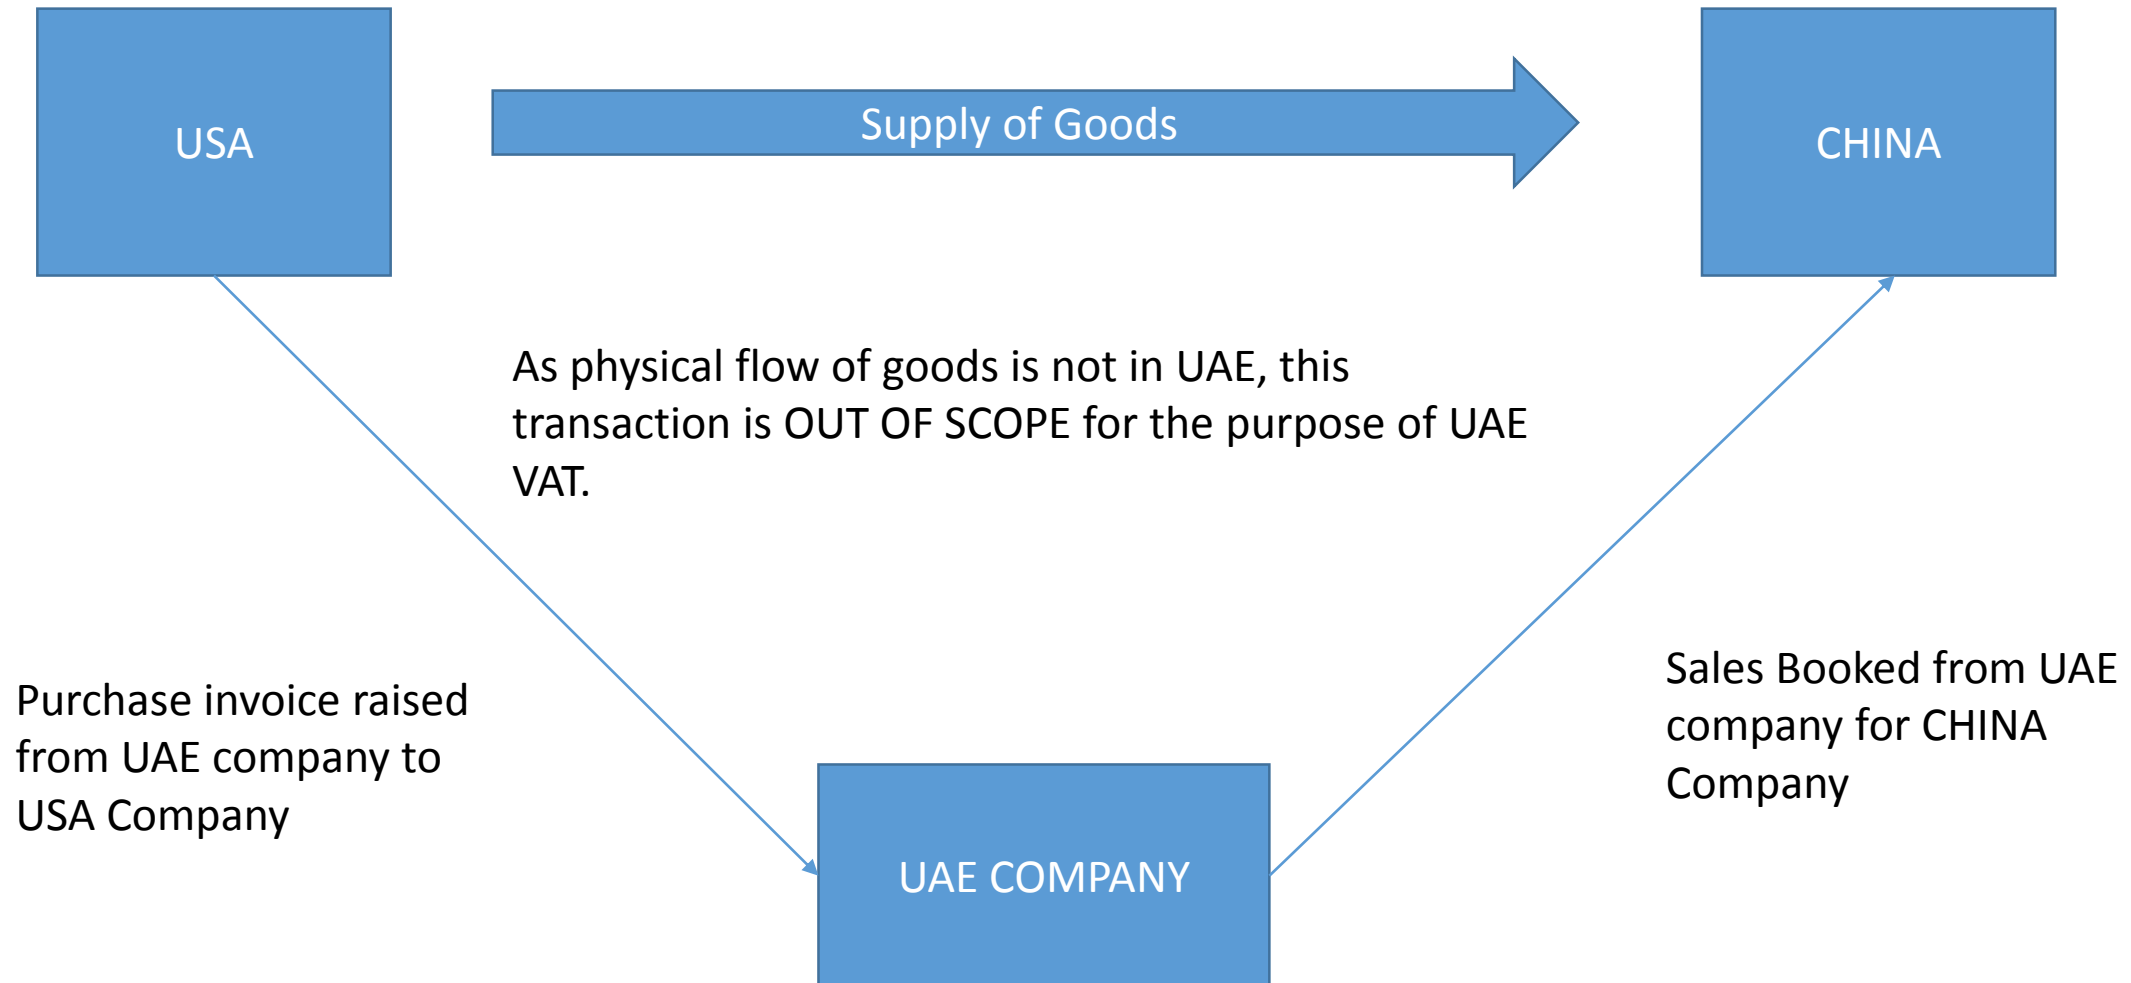 USA
Supply of Goods
CHINA
As physical flow of goods is not in UAE, this
transaction is OUT OF SCOPE for the purpose of UAE
VAT.
Purchase invoice raised
from UAE company to
USA Company
Sales Booked from UAE
company for CHINA
Company
UAE COMPANY